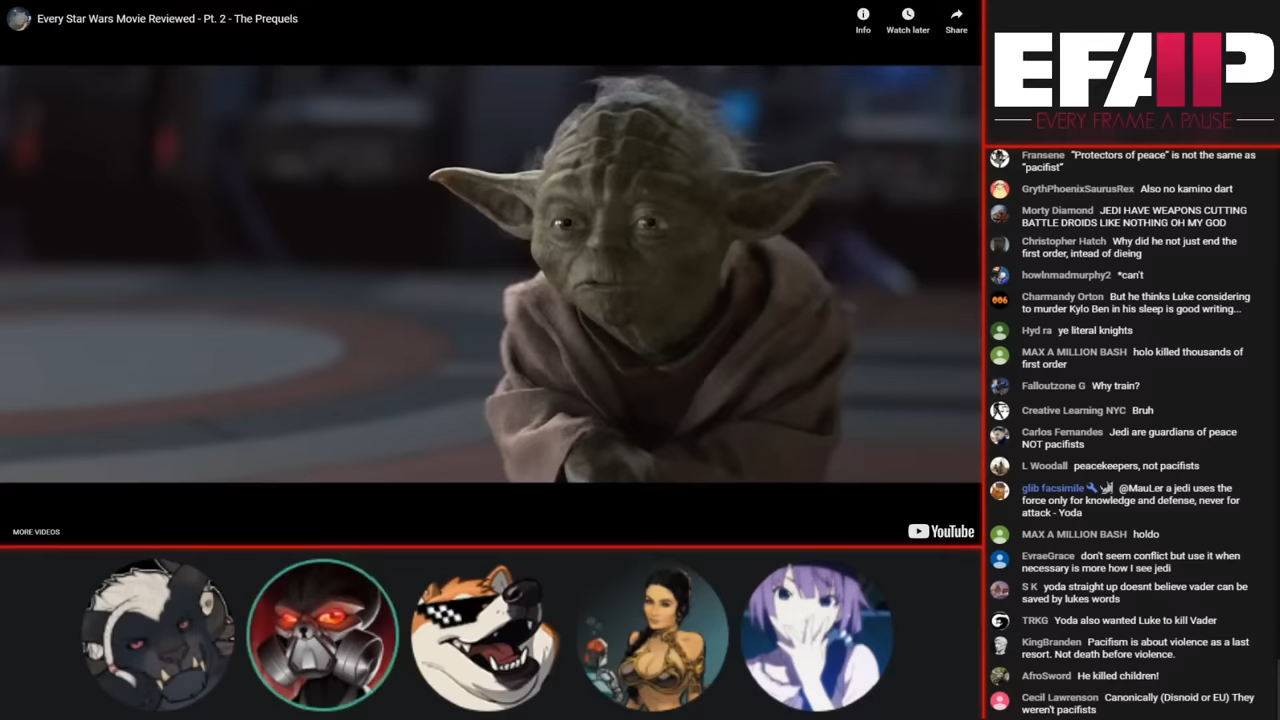 Every Star Wars Movie Reviewed - Pt. 2 - The Prequels
Info
Watch later
Share
MORE VIDEOS
YouTube
EFAP
EVERY FRAME A PAUSE
Fransene "Protectors of peace" is not the same as
"pacifist"
GrythPhoenixSaurusRex Also no kamino dart
Morty Diamond JEDI HAVE WEAPONS CUTTING
BATTLE DROIDS LIKE NOTHING OH MY GOD
Christopher Hatch Why did he not just end the
first order, intead of dieing
howlnmadmurphy2 *can't
Charmandy Orton But he thinks Luke considering
to murder Kylo Ben in his sleep is good writing...
Hyd ra ye literal knights
MAX A MILLION BASH holo killed thousands of
first order
Falloutzone G Why train?
Creative Learning NYC Bruh
Carlos Fernandes Jedi are guardians of peace
NOT pacifists
L Woodall peacekeepers, not pacifists
glib facsimile @MauLer a jedi uses the
force only for knowledge and defense, never for
attack - Yoda
MAX A MILLION BASH holdo
EvraeGrace don't seem conflict but use it when
necessary is more how I see jedi
S K yoda straight up doesnt believe vader can be
saved by lukes words
TRKG Yoda also wanted Luke to kill Vader
KingBranden Pacifism is about violence as a last
resort. Not death before violence.
AfroSword He killed children!
Cecil Lawrenson Canonically (Disnoid or EU) They
weren't pacifists